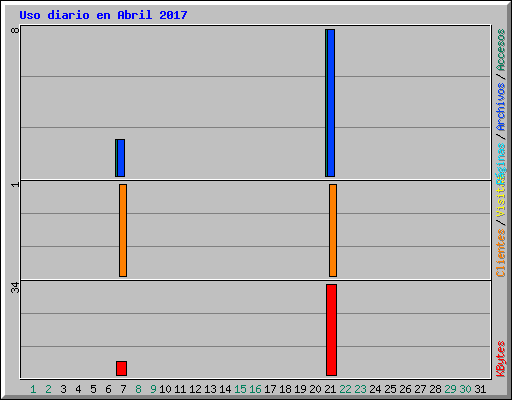 Uso diario en Abril 2017
8
1
34
KBytes
Clientes / Visitas
Páginas / Archivos / Accesos
1 2 3 4 5 6 7 8 9 10 11 12 13 14 15 16 17 18 19 20 21 22 23 24 25 26 27 28 29 30 31